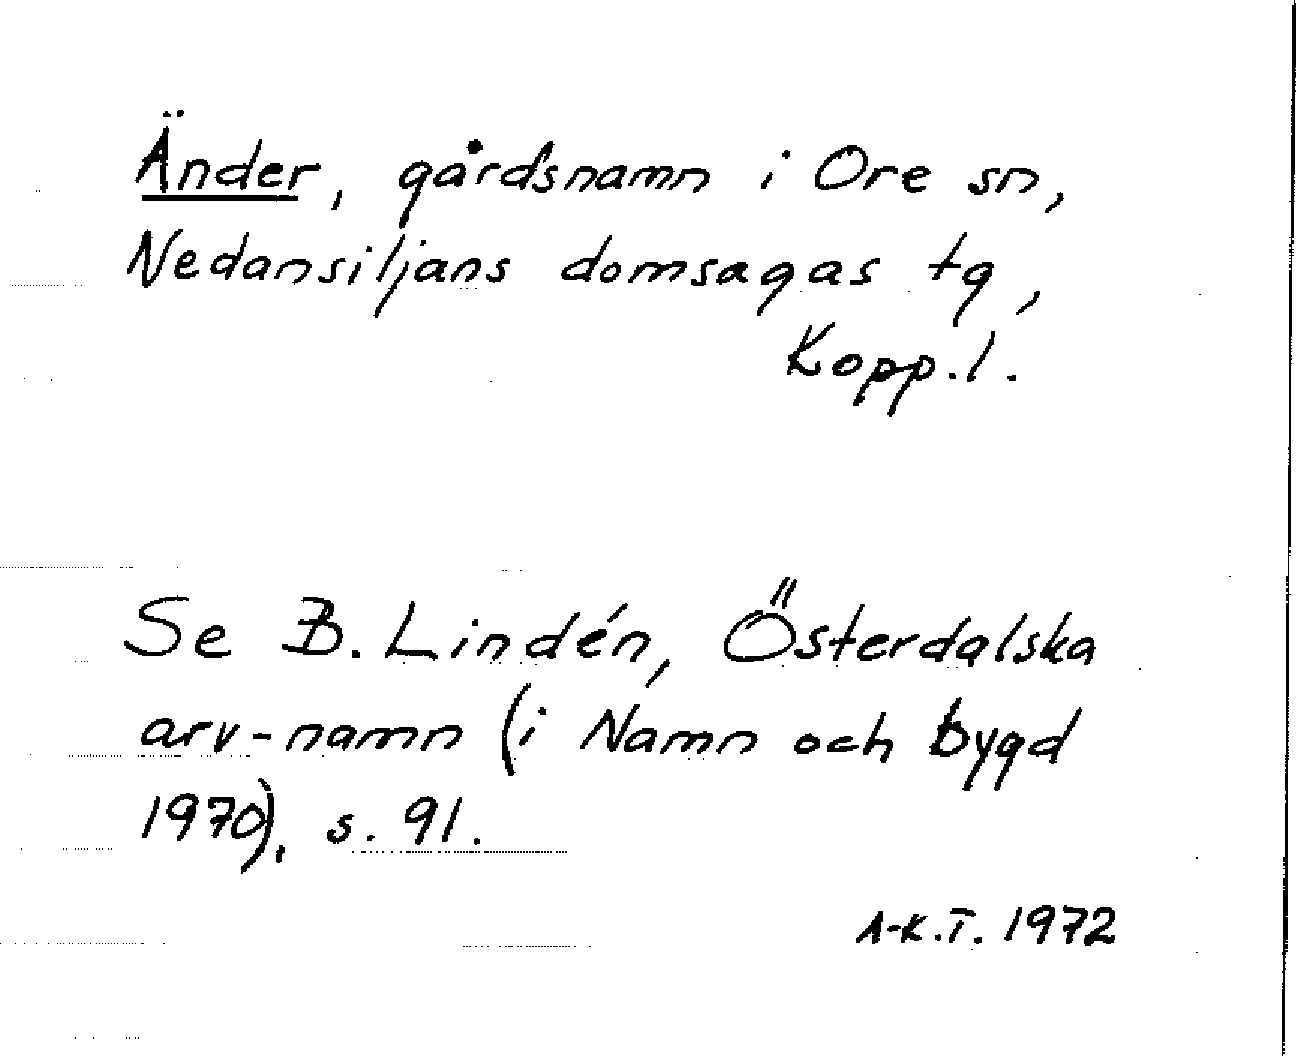 Änder, gårdsnamn i Ore sn,
Nedansiljans domsagas tg,
Kopp.l.
Se B. Lindén, Österdalska
arv-namn (i Namn och bygd
1970), s. 91.
A-K.T. 1972